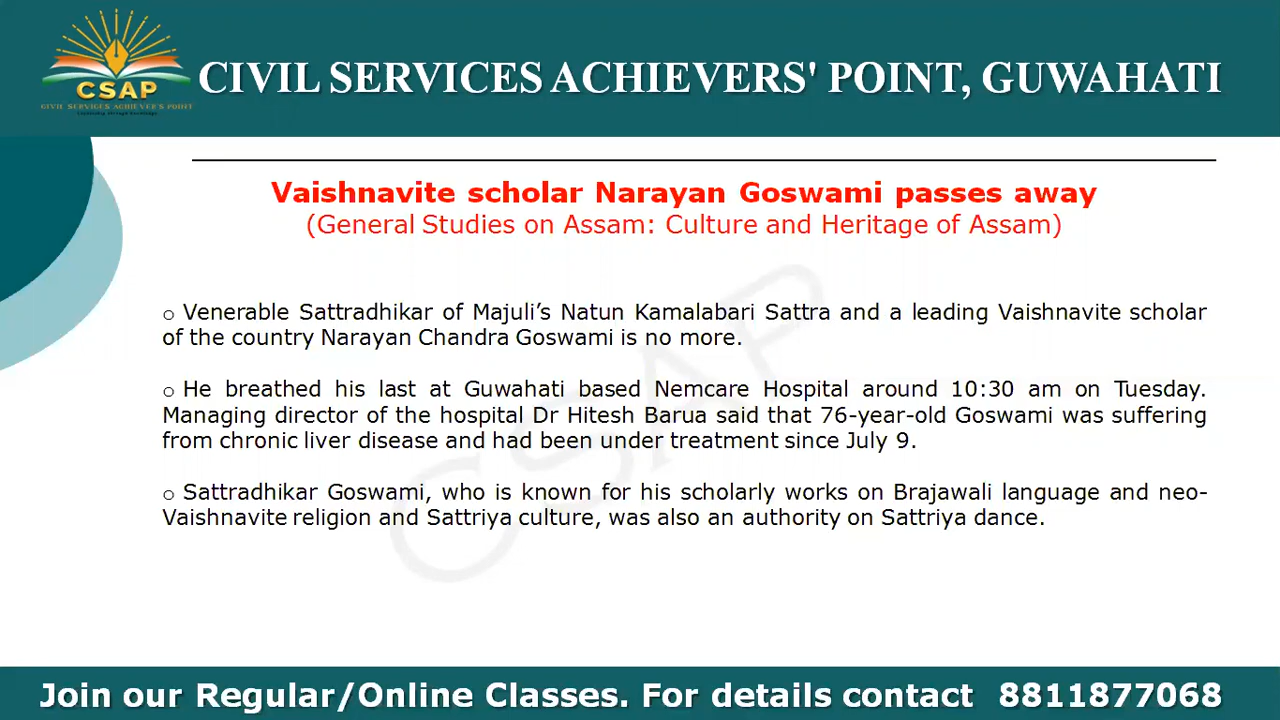 CSAP
CIVIL SERVICES ACHIEVER'S POINT
CIVIL SERVICES ACHIEVERS' POINT, GUWAHATI
Vaishnavite scholar Narayan Goswami passes away
(General Studies on Assam: Culture and Heritage of Assam)
o Venerable Sattradhikar of Majuli’s Natun Kamalabari Sattra and a leading Vaishnavite scholar
of the country Narayan Chandra Goswami is no more.
o He breathed his last at Guwahati based Nemcare Hospital around 10:30 am on Tuesday.
Managing director of the hospital Dr Hitesh Barua said that 76-year-old Goswami was suffering
from chronic liver disease and had been under treatment since July 9.
o Sattradhikar Goswami, who is known for his scholarly works on Brajawali language and neo-
Vaishnavite religion and Sattriya culture, was also an authority on Sattriya dance.
CSAP
Join our Regular/Online Classes. For details contact 8811877068